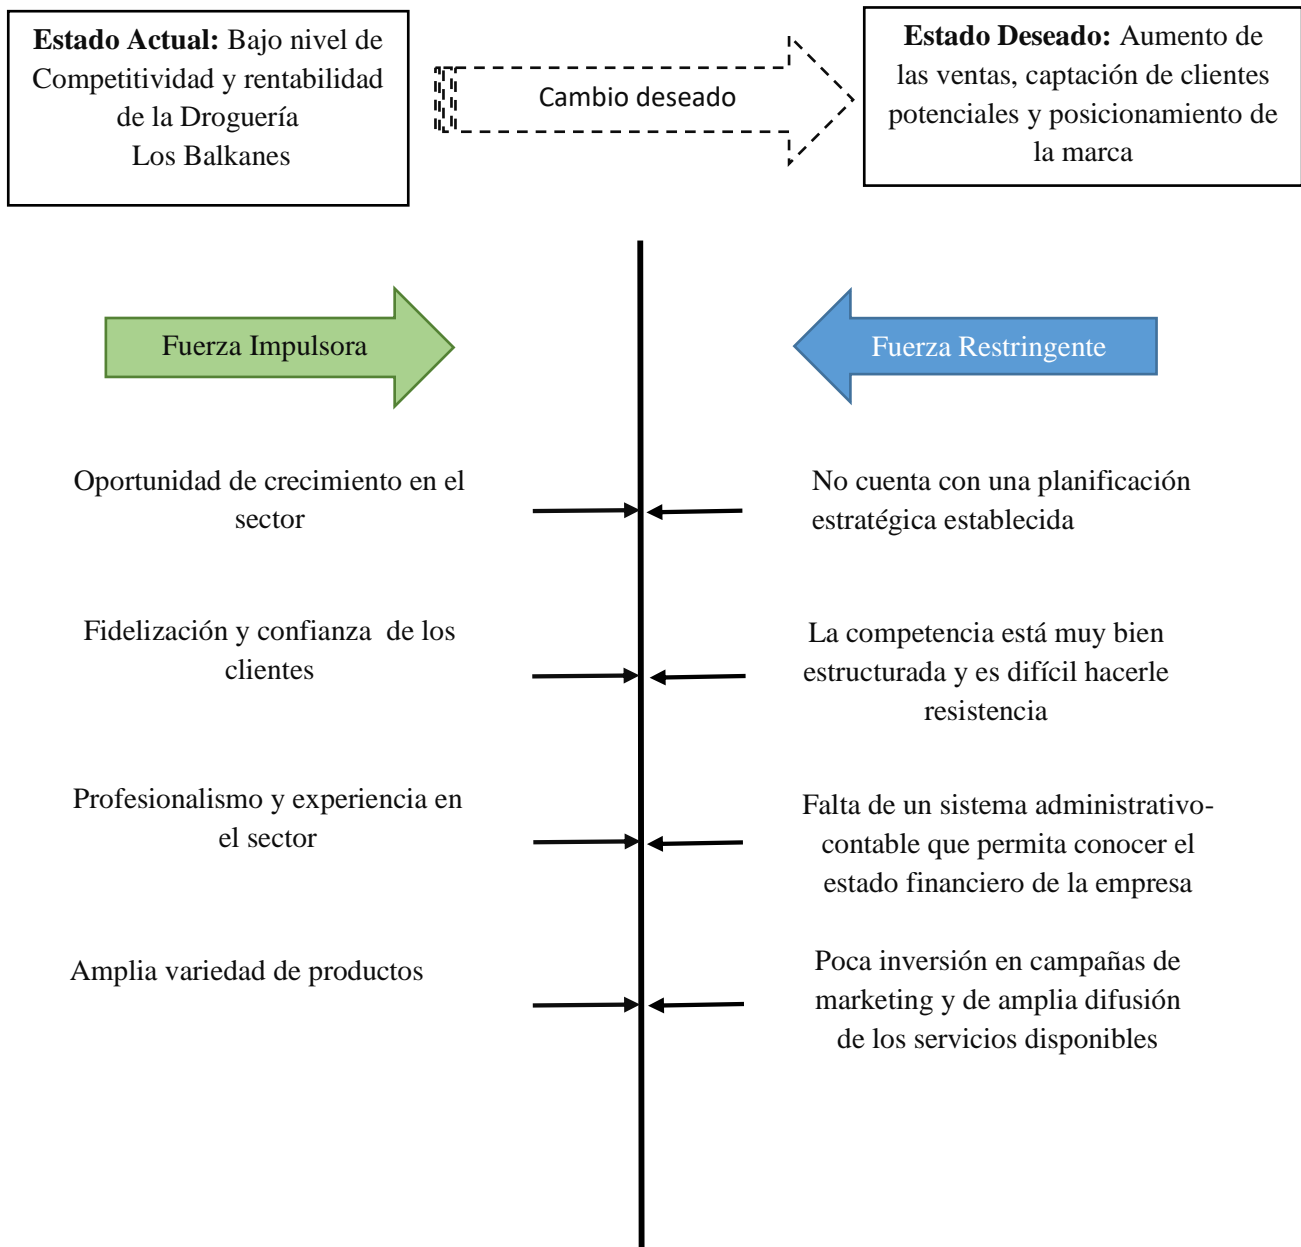 Estado Actual: Bajo nivel de
Competitividad y rentabilidad
de la Droguería
Los Balkanes
Cambio deseado
Estado Deseado: Aumento de
las ventas, captación de clientes
potenciales y posicionamiento de
la marca
Fuerza Impulsora
Fuerza Restringente
Oportunidad de crecimiento en el
sector
No cuenta con una planificación
estratégica establecida
Fidelización y confianza  de los
clientes
La competencia está muy bien
estructurada y es difícil hacerle
resistencia
Profesionalismo y experiencia en
el sector
Falta de un sistema administrativo-
contable que permita conocer el
estado financiero de la empresa
Amplia variedad de productos
Poca inversión en campañas de
marketing y de amplia difusión
de los servicios disponibles